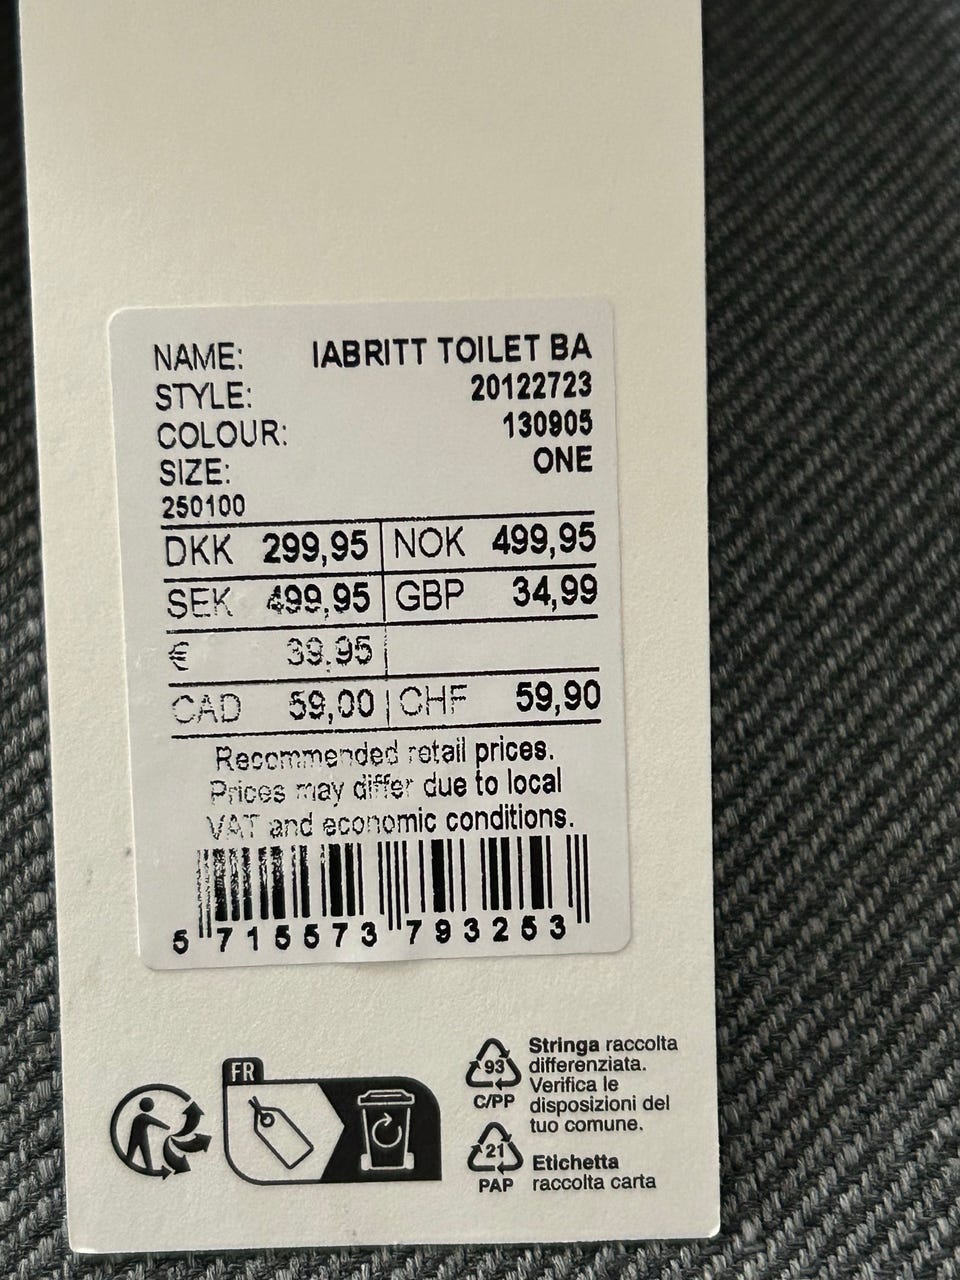 NAME: IABRITT TOILET BA
STYLE: 20122723
COLOUR: 130905
SIZE: ONE
250100
DKK 299,95 NOK 499,95
SEK 499,95 GBP 34,99
€ 39,95
CAD 59,00 CHF 59,90
Recommended retail prices.
Prices may differ due to local
VAT and economic conditions.
5 715573 793253
FR
93
C/PP
Stringa raccolta
differenziata.
Verifica le
disposizioni del
tuo comune.
21
PAP
Etichetta
raccolta carta